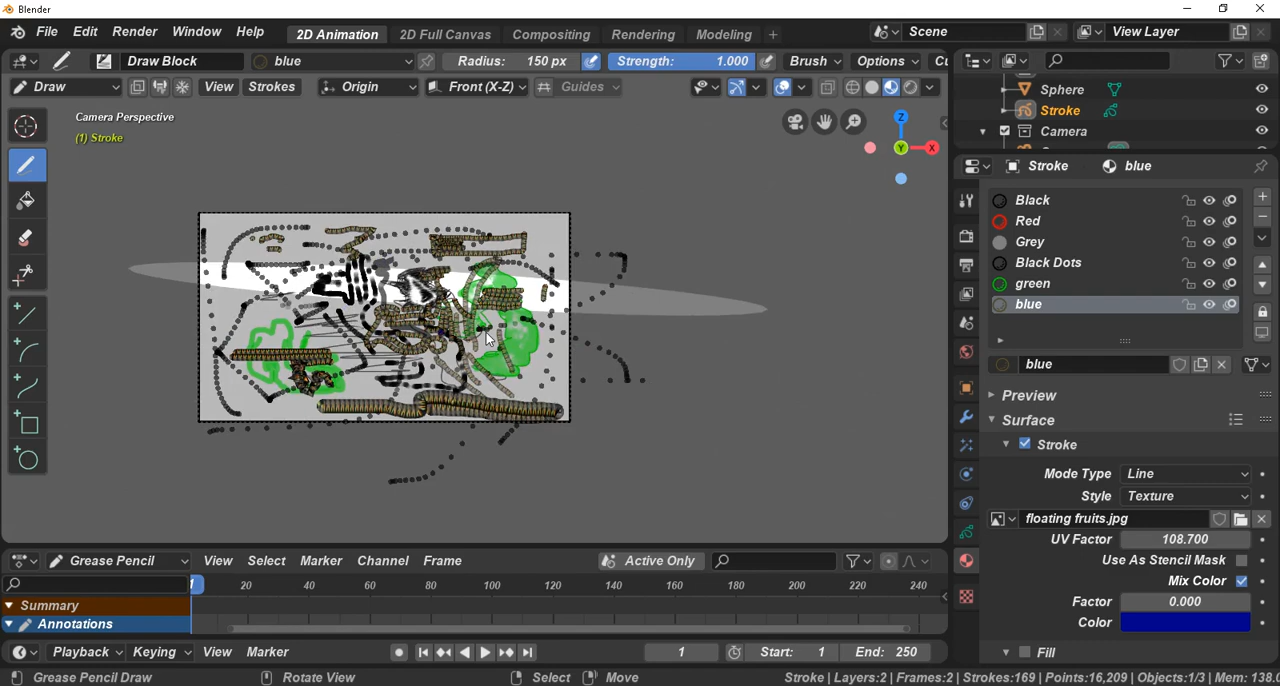 Blender
File Edit Render Window Help 2D Animation 2D Full Canvas Compositing Rendering Modeling + Scene View Layer
Draw Block blue Radius: 150 px Strength: 1.000 Brush Options
Draw View Strokes Origin Front (X-Z) Guides
Camera Perspective
(1) Stroke
Z
Y
X
Sphere
Stroke
Camera
Stroke blue
Black
Red
Grey
Black Dots
green
blue
blue
Preview
Surface
Stroke
Mode Type Line
Style Texture
floating fruits.jpg
UV Factor 108.700
Use As Stencil Mask
Mix Color
Factor 0.000
Color
Fill
Grease Pencil View Select Marker Channel Frame Active Only
1 20 40 60 80 100 120 140 160 180 200 220 240
Summary
Annotations
Playback Keying View Marker 1 Start: 1 End: 250
Grease Pencil Draw Rotate View Select Move Stroke | Layers:2 | Frames:2 | Strokes:169 | Points:16,209 | Objects:1/3 | Mem: 138.